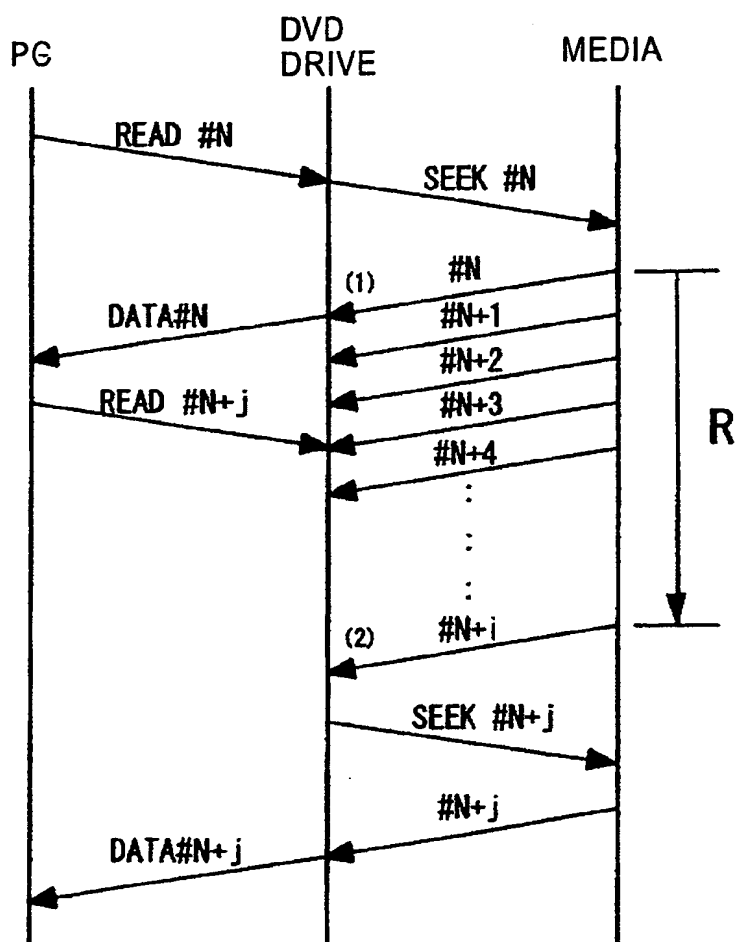 PG
DVD
DRIVE
MEDIA
READ #N
SEEK #N
#N
(1)
DATA#N
#N+1
#N+2
READ #N+j
#N+3
R
#N+4
(2)
#N+i
SEEK #N+j
#N+j
DATA#N+j